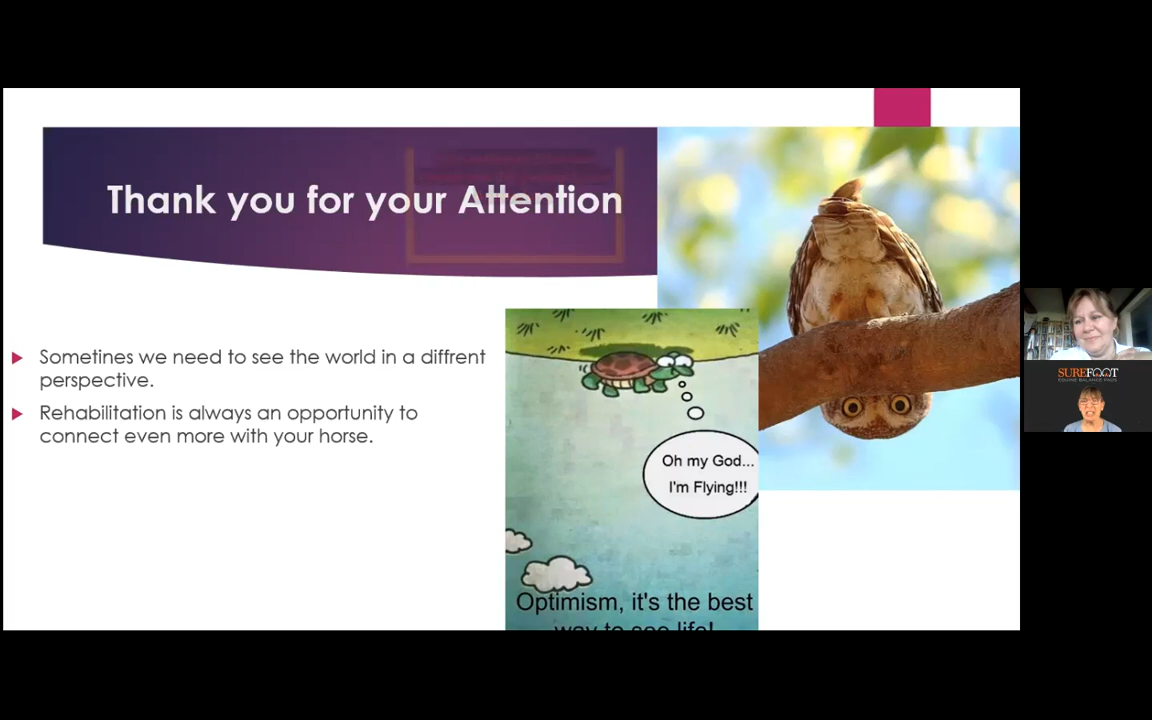 Thank you for your Attention
Sometines we need to see the world in a diffrent
perspective.
Rehabilitation is always an opportunity to
connect even more with your horse.
Oh my God...
I'm Flying!!!
Optimism, it's the best
way to see life!
SUREFOOT
EQUINE BALANCE PADS